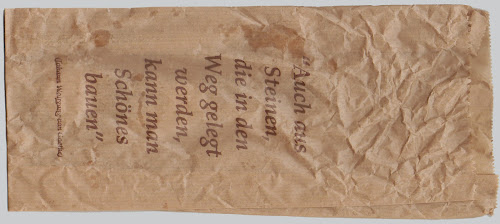 "Auch aus
Steinen,
die in den
Weg gelegt
werden,
kann man
Schönes
bauen"
Johann Wolfgang von Goethe